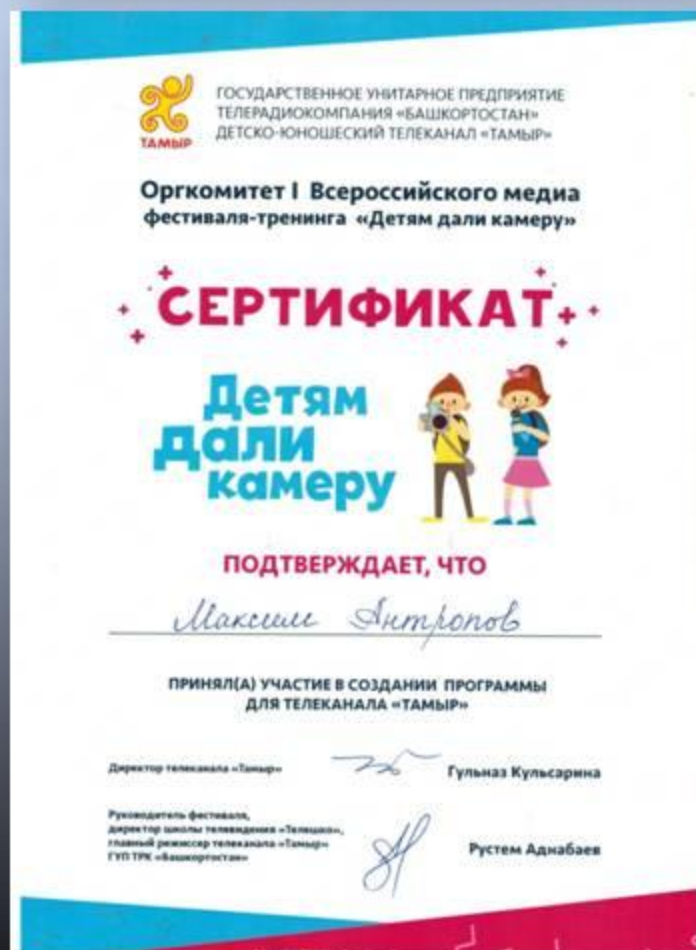 ГОСУДАРСТВЕННОЕ УНИТАРНОЕ ПРЕДПРИЯТИЕ
ТЕЛЕРАДИОКОМПАНИЯ «БАШКОРТОСТАН»
ДЕТСКО-ЮНОШЕСКИЙ ТЕЛЕКАНАЛ «ТАМЫР»
ТАМЫР
Оргкомитет I Всероссийского медиа
фестиваля-тренинга «Детям дали камеру»
СЕРТИФИКАТ
Детям
дали
камеру
ПОДТВЕРЖДАЕТ, ЧТО
Максим Антропов
ПРИНЯЛ(А) УЧАСТИЕ В СОЗДАНИИ ПРОГРАММЫ
ДЛЯ ТЕЛЕКАНАЛА «ТАМЫР»
Директор телеканала «Тамыр»
Гульназ Кульсарина
Руководитель фестиваля,
директор школы телевидения «Телешко»,
главный режиссер телеканала «Тамыр»
ГУП ТРК «Башкортостан»
Рустем Аднабаев